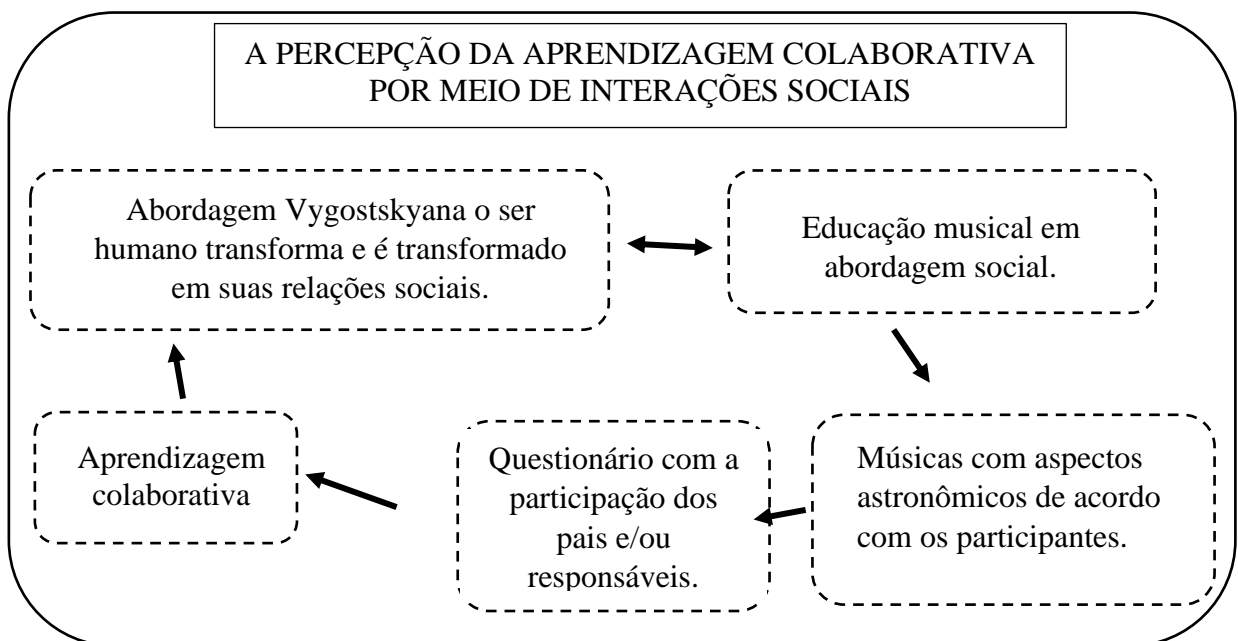 A PERCEPÇÃO DA APRENDIZAGEM COLABORATIVA
POR MEIO DE INTERAÇÕES SOCIAIS
Abordagem Vygostskyana o ser
humano transforma e é transformado
em suas relações sociais.
Educação musical em
abordagem social.
Aprendizagem
colaborativa
Questionário com a
participação dos
pais e/ou
responsáveis.
Músicas com aspectos
astronômicos de acordo
com os participantes.